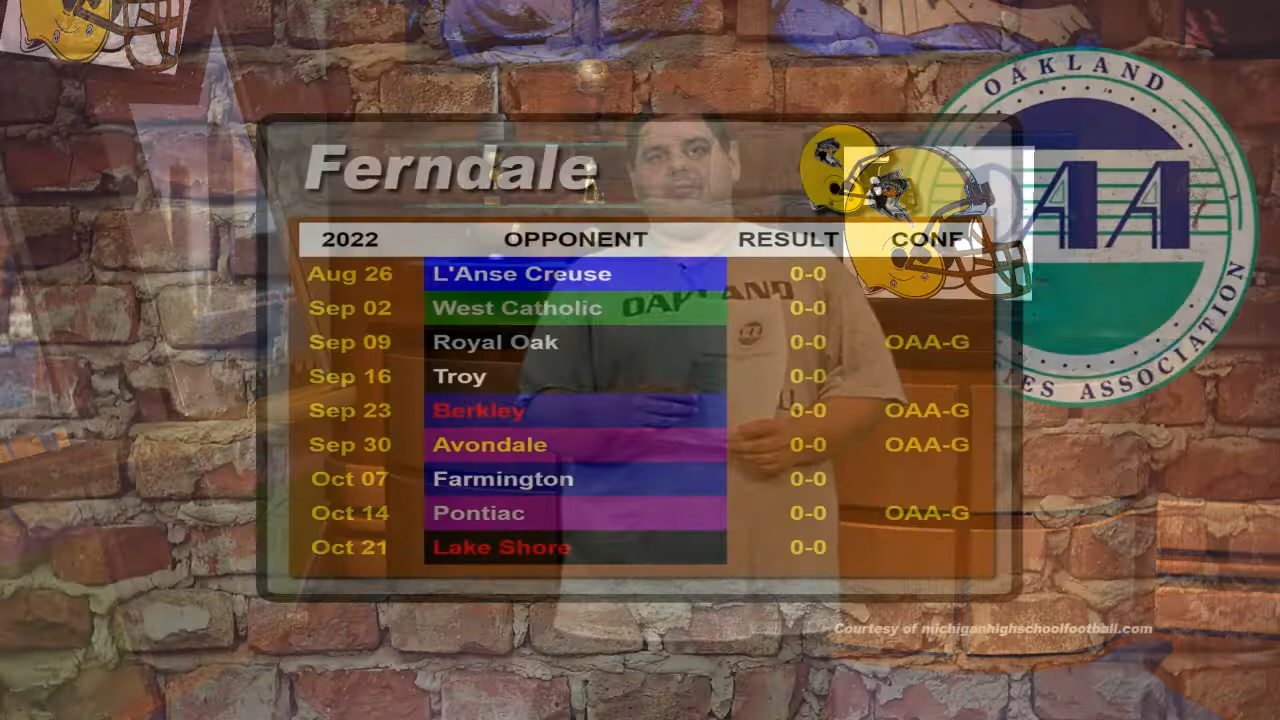 Ferndale
2022 OPPONENT RESULT CONF
Aug 26 L'Anse Creuse 0-0
Sep 02 West Catholic 0-0
Sep 09 Royal Oak 0-0 OAA-G
Sep 16 Troy 0-0
Sep 23 Berkley 0-0 OAA-G
Sep 30 Avondale 0-0 OAA-G
Oct 07 Farmington 0-0
Oct 14 Pontiac 0-0 OAA-G
Oct 21 Lake Shore 0-0
OAKLAND
AA
ASSOCIATION
OAKLAND
Courtesy of michiganhighschoolfootball.com